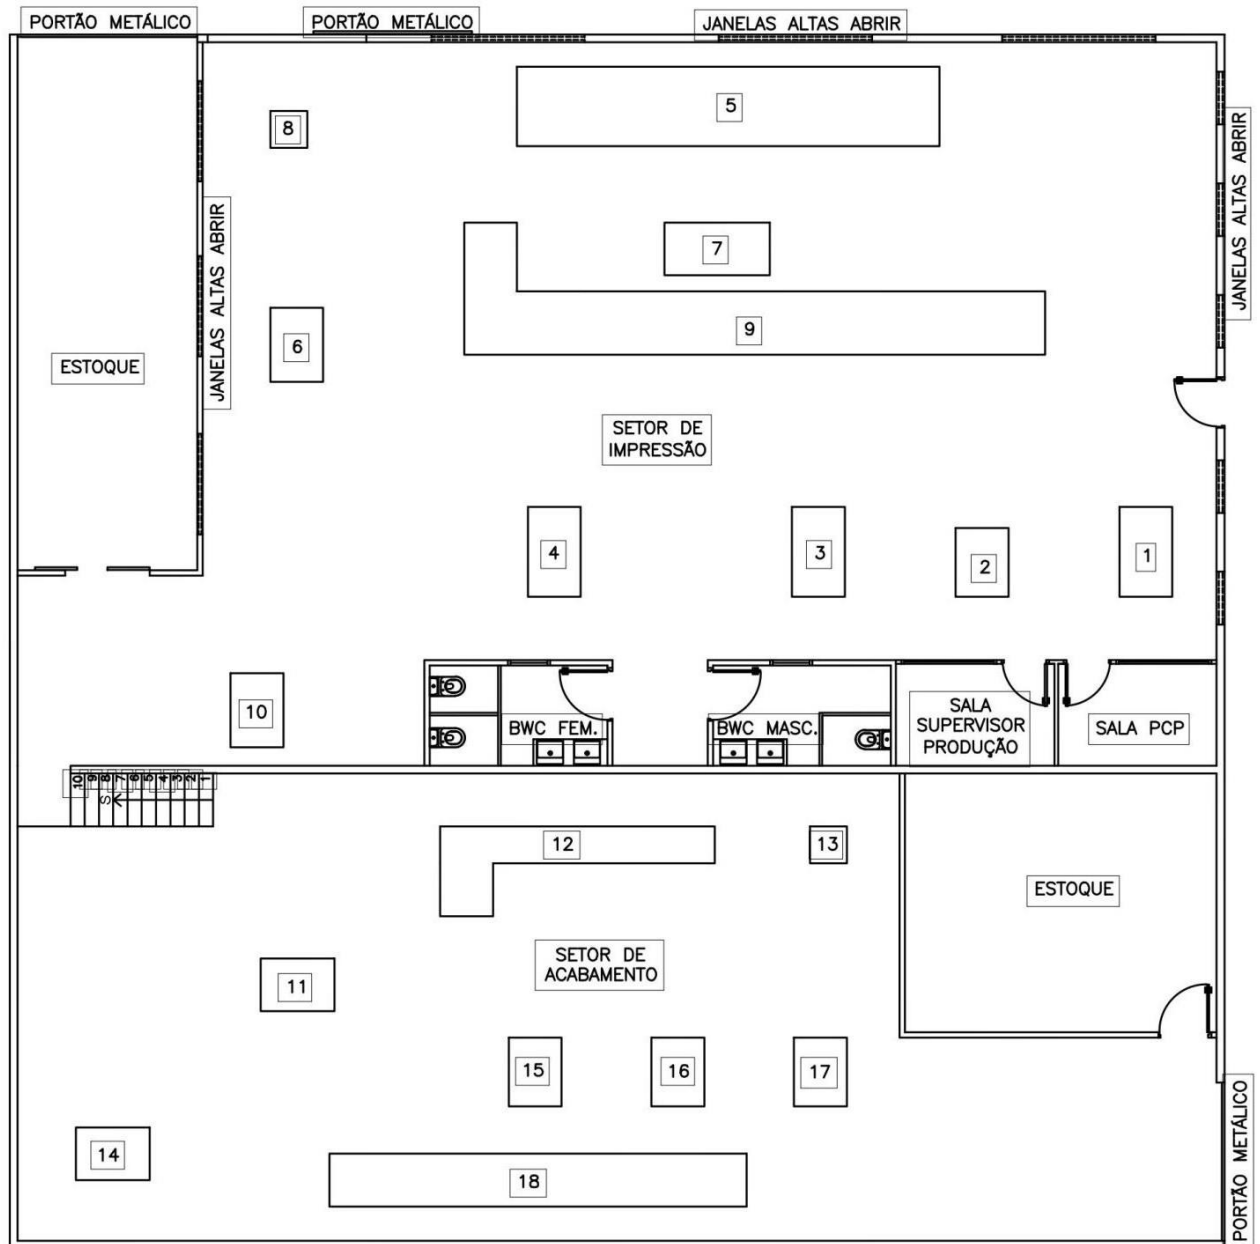 PORTÃO METÁLICO
PORTÃO METÁLICO
JANELAS ALTAS ABRIR
5
8
JANELAS ALTAS ABRIR
JANELAS ALTAS ABRIR
7
9
6
ESTOQUE
SETOR DE
IMPRESSÃO
4
3
2
1
10
BWC FEM.
BWC MASC.
SALA
SUPERVISOR
PRODUÇÃO
SALA PCP
10 9 8 7 6 5 4 3 2 1
S
12
13
ESTOQUE
SETOR DE
ACABAMENTO
11
15
16
17
14
18
PORTÃO METÁLICO